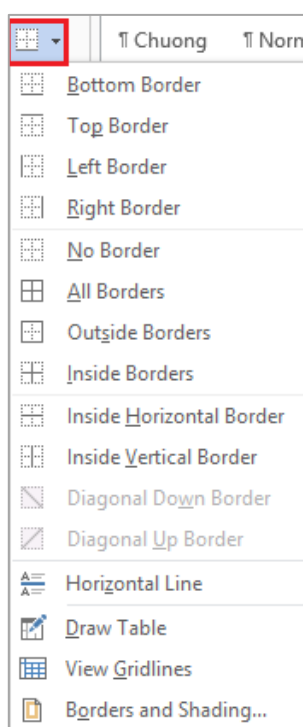 ¶ Chuong ¶ Norn
Bottom Border
Top Border
Left Border
Right Border
No Border
All Borders
Outside Borders
Inside Borders
Inside Horizontal Border
Inside Vertical Border
Diagonal Down Border
Diagonal Up Border
Horizontal Line
Draw Table
View Gridlines
Borders and Shading...